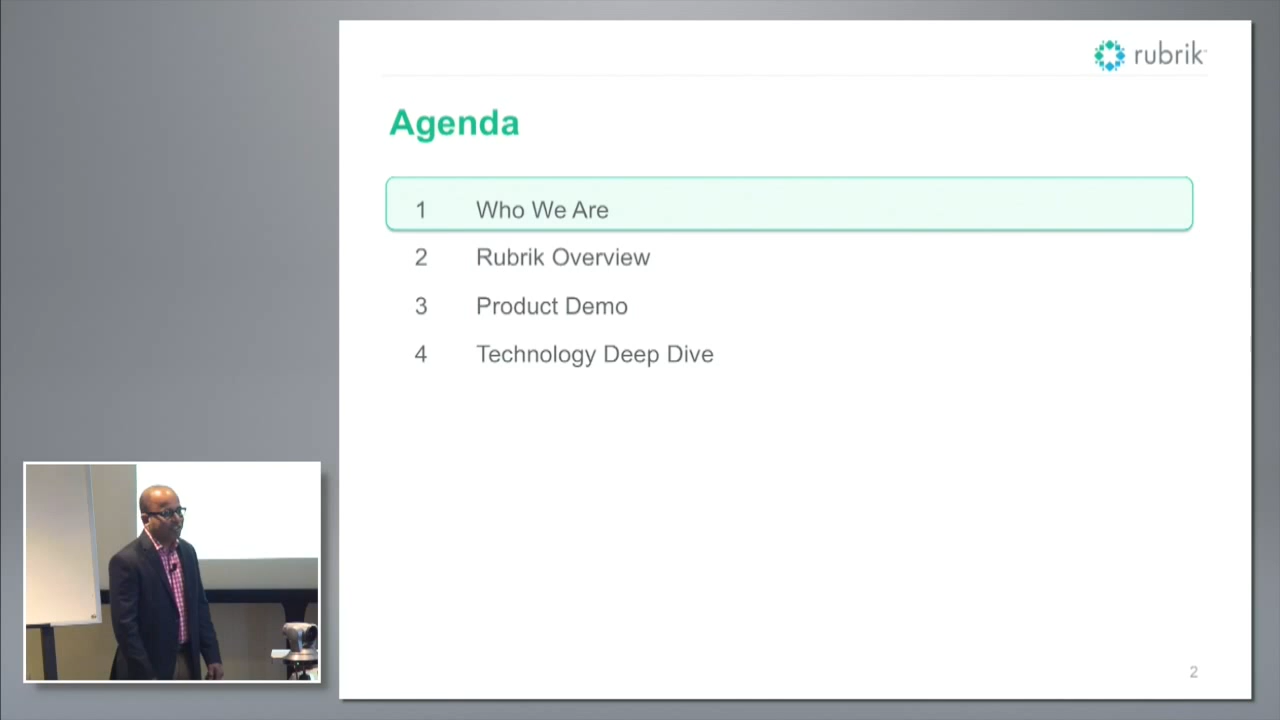 rubrik
Agenda
1 Who We Are
2 Rubrik Overview
3 Product Demo
4 Technology Deep Dive
2